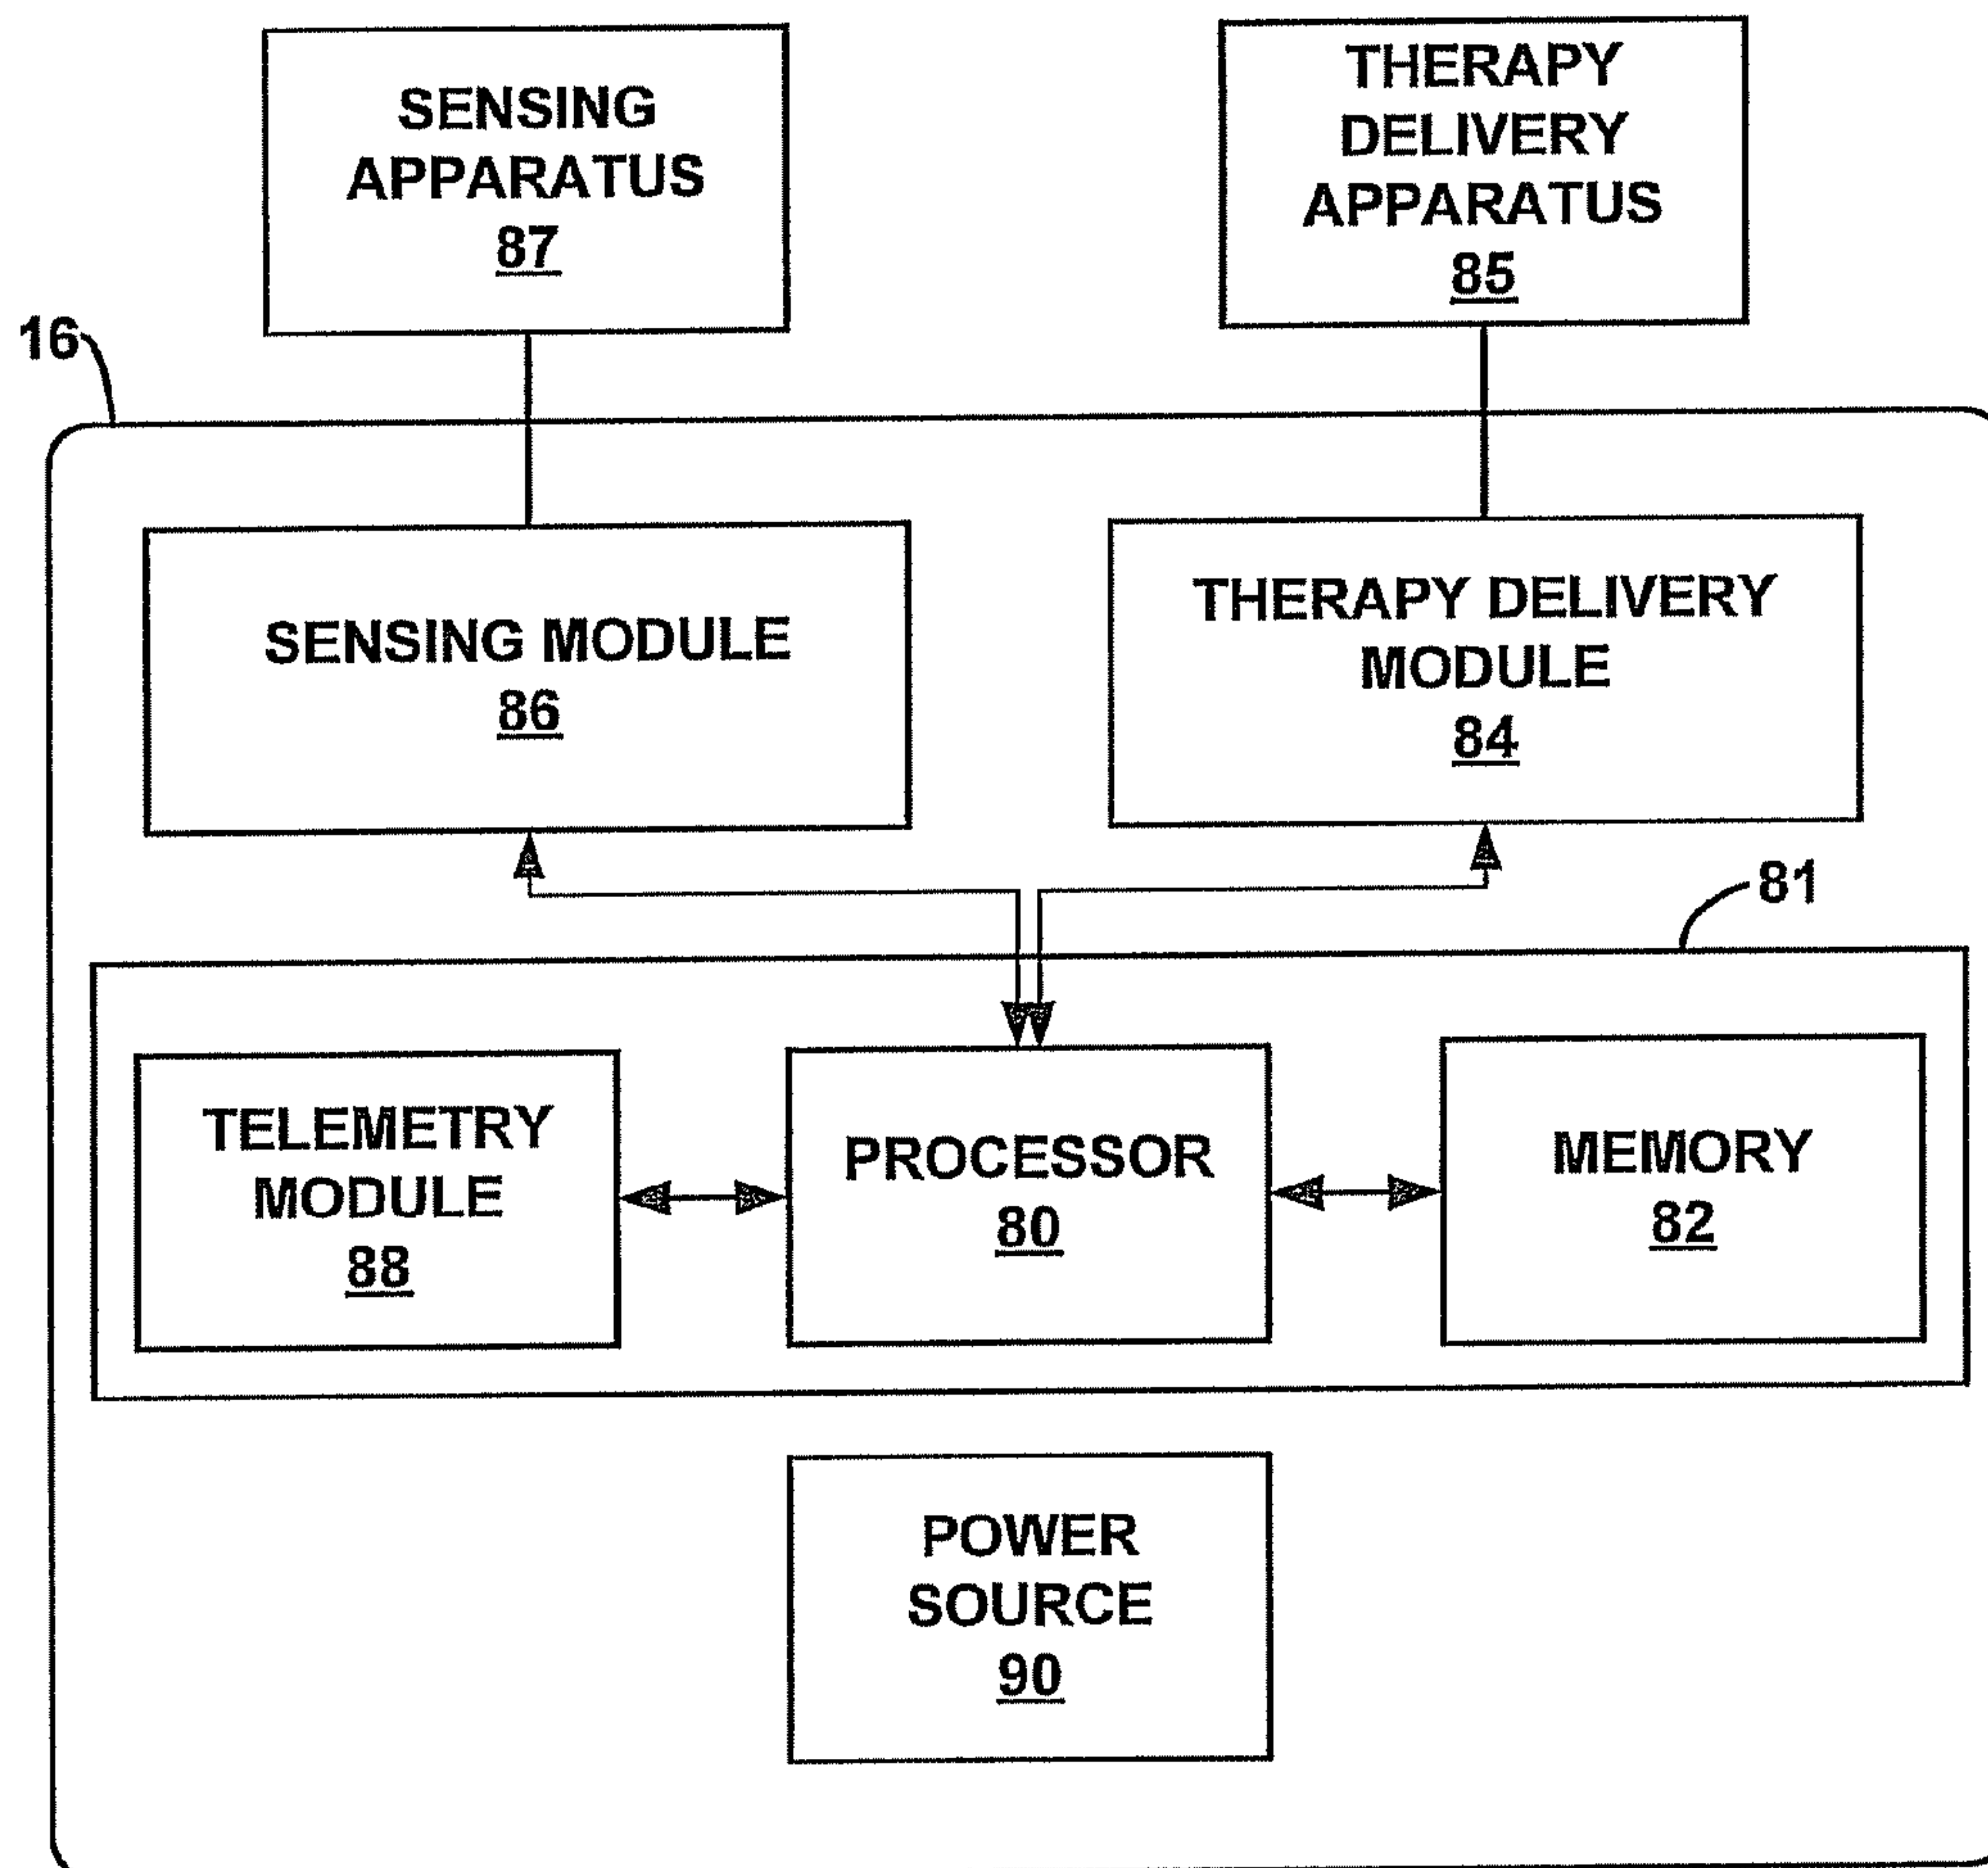 SENSING
APPARATUS
87
THERAPY
DELIVERY
APPARATUS
85
16
SENSING MODULE
86
THERAPY DELIVERY
MODULE
84
81
TELEMETRY
MODULE
88
PROCESSOR
80
MEMORY
82
POWER
SOURCE
90